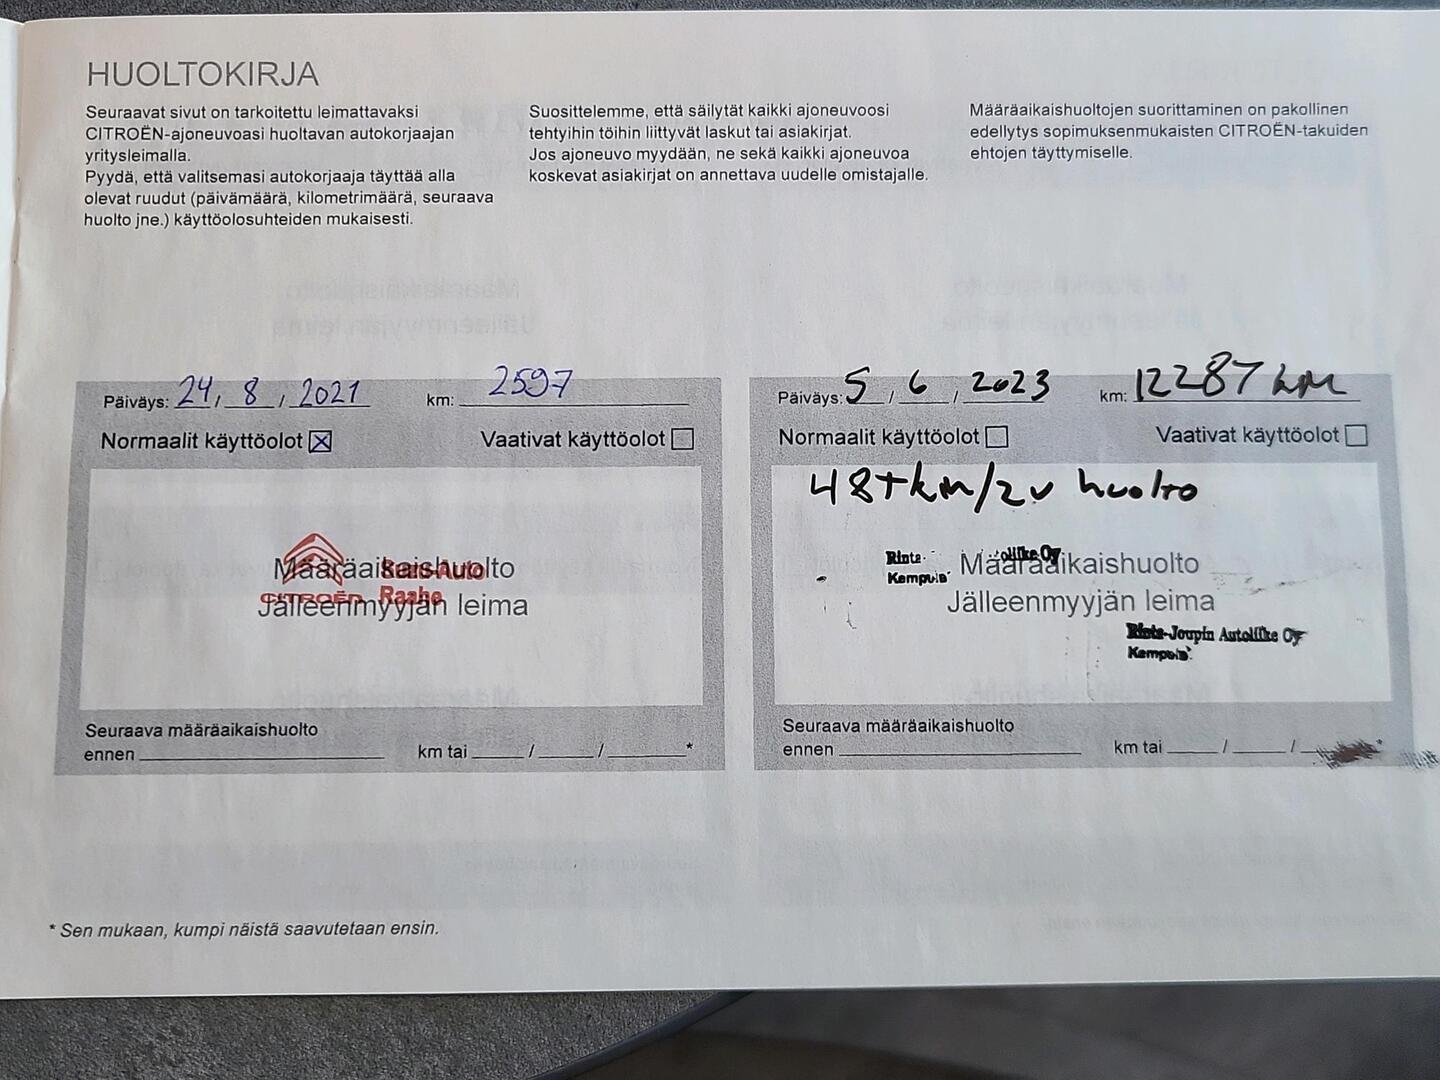 HUOLTOKIRJA
Seuraavat sivut on tarkoitettu leimattavaksi
CITROËN-ajoneuvoasi huoltavan autokorjaajan
yritysleimalla.
Pyydä, että valitsemasi autokorjaaja täyttää alla
olevat ruudut (päivämäärä, kilometrimäärä, seuraava
huolto jne.) käyttöolosuhteiden mukaisesti.
Suosittelemme, että säilytät kaikki ajoneuvoosi
tehtyihin töihin liittyvät laskut tai asiakirjat.
Jos ajoneuvo myydään, ne sekä kaikki ajoneuvoa
koskevat asiakirjat on annettava uudelle omistajalle.
Määräaikaishuoltojen suorittaminen on pakollinen
edellytys sopimuksenmukaisten CITROËN-takuiden
ehtojen täyttymiselle.
Päiväys: 24 / 8 / 2021 km: 2597
Normaalit käyttöolot Vaativat käyttöolot
Määräaikaishuolto
Jälleenmyyjän leima
CITROËN Raahe
Seuraava määräaikaishuolto
ennen km tai / / *
Päiväys: 5 / 6 / 2023 km: 12287 km
Normaalit käyttöolot Vaativat käyttöolot
48tkm/2v huolto
Määräaikaishuolto
Jälleenmyyjän leima
Rinta-Joupin Autoliike Oy
Seuraava määräaikaishuolto
ennen km tai / / *
* Sen mukaan, kumpi näistä saavutetaan ensin.